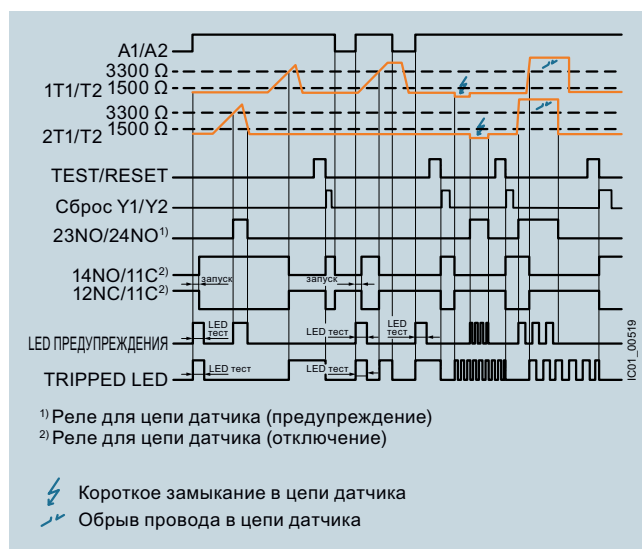 A1/A2
3300 Ω
1T1/T2 1500 Ω
3300 Ω
1500 Ω
2T1/T2
TEST/RESET
Сброс Y1/Y2
23NO/24NO¹⁾
14NO/11C²⁾
запуск
запуск
12NC/11C²⁾
LED тест
LED тест
LED тест
LED ПРЕДУПРЕЖДЕНИЯ
LED тест
LED тест
TRIPPED LED
IC01_00519
¹⁾ Реле для цепи датчика (предупреждение)
²⁾ Реле для цепи датчика (отключение)
Короткое замыкание в цепи датчика
Обрыв провода в цепи датчика